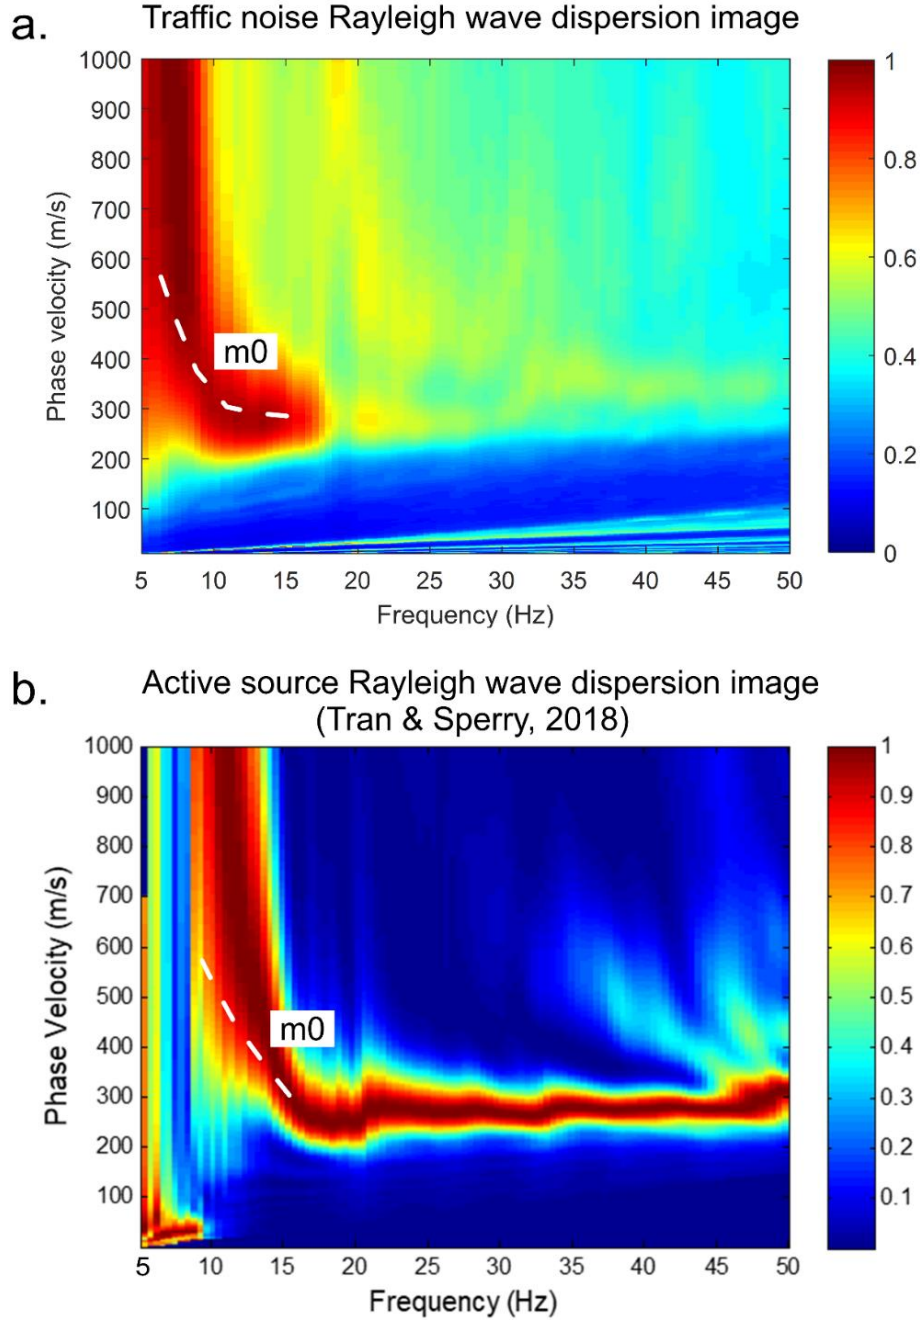 a.
Traffic noise Rayleigh wave dispersion image
1000
900
800
700
600
500
400
300
200
100
Phase velocity (m/s)
m0
5 10 15 20 25 30 35 40 45 50
Frequency (Hz)
1
0.8
0.6
0.4
0.2
0
b.
Active source Rayleigh wave dispersion image
(Tran & Sperry, 2018)
1000
900
800
700
600
500
400
300
200
100
Phase Velocity (m/s)
m0
5 10 15 20 25 30 35 40 45 50
Frequency (Hz)
1
0.9
0.8
0.7
0.6
0.5
0.4
0.3
0.2
0.1